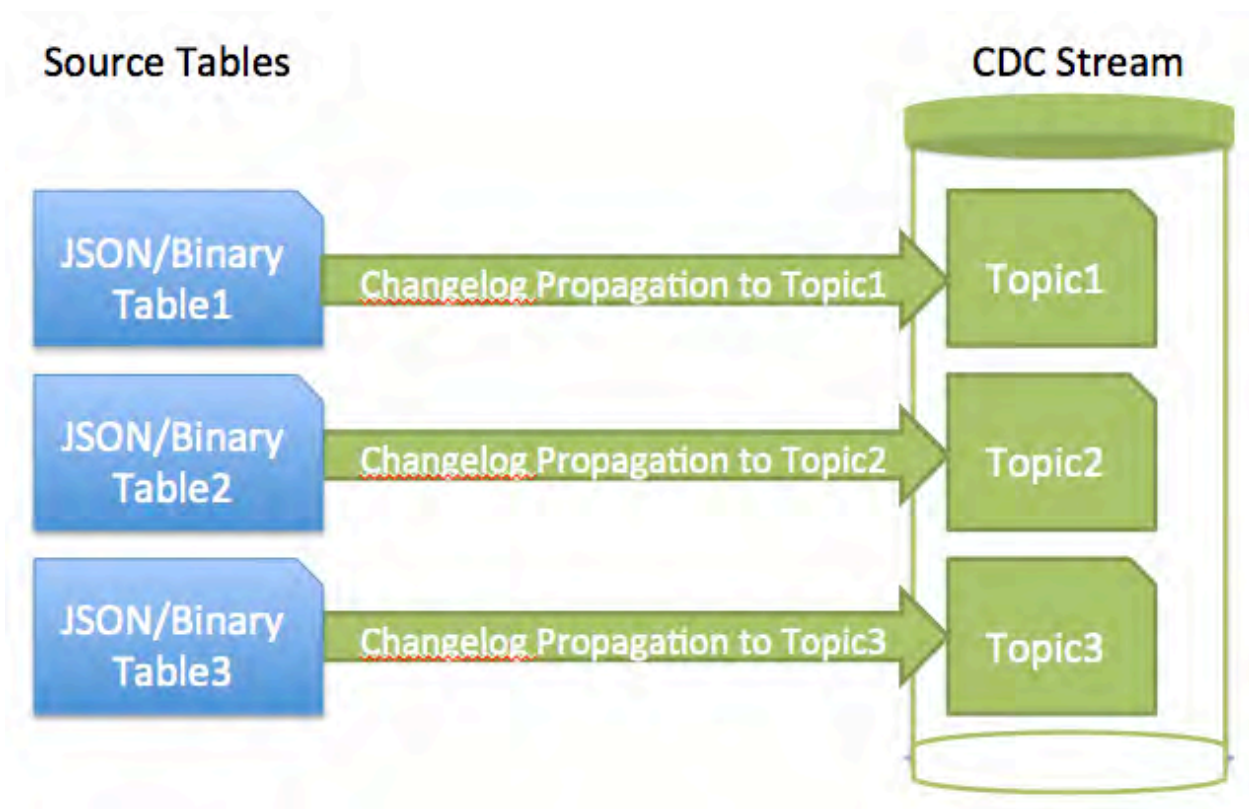 Source Tables
CDC Stream
JSON/Binary
Table1
Changelog Propagation to Topic1
Topic1
JSON/Binary
Table2
Changelog Propagation to Topic2
Topic2
JSON/Binary
Table3
Changelog Propagation to Topic3
Topic3